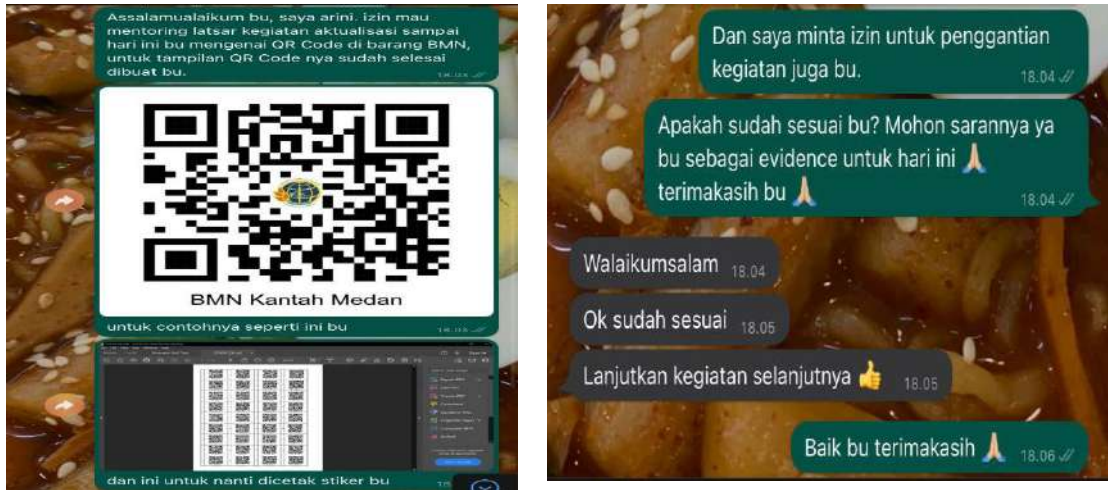 Assalamualaikum bu, saya arini. izin mau
mentoring latsar kegiatan aktualisasi sampai
hari ini bu mengenai QR Code di barang BMN,
untuk tampilan QR Code nya sudah selesai
dibuat bu.
18.03
BMN Kantah Medan
untuk contohnya seperti ini bu
18.03
dan ini untuk nanti dicetak stiker bu
Dan saya minta izin untuk penggantian
kegiatan juga bu.
18.04
Apakah sudah sesuai bu? Mohon sarannya ya
bu sebagai evidence untuk hari ini 🙏
terimakasih bu 🙏
18.04
Walaikumsalam 18.04
Ok sudah sesuai 18.05
Lanjutkan kegiatan selanjutnya 👍 18.05
Baik bu terimakasih 🙏 18.06